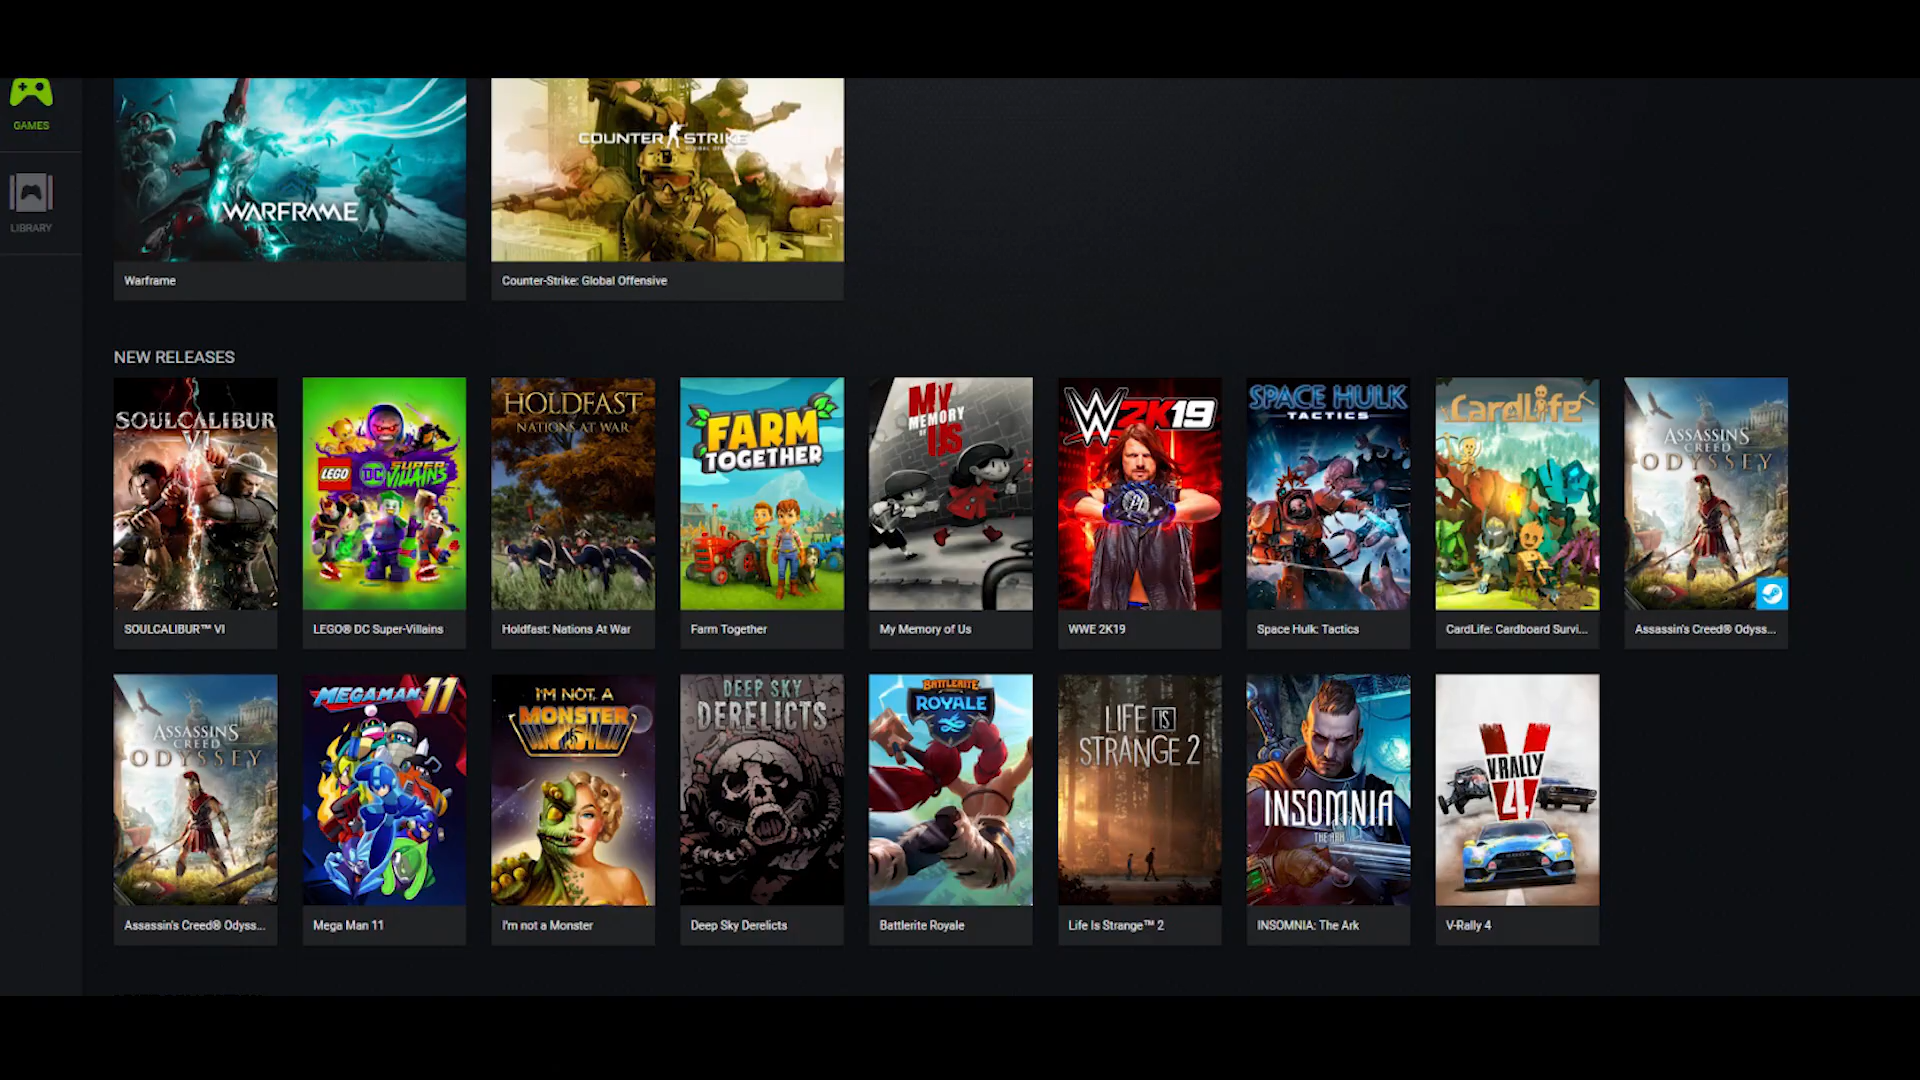 GAMES
LIBRARY
WARFRAME
COUNTER STRIKE
GLOBAL OFFENSIVE
Warframe
Counter-Strike: Global Offensive
NEW RELEASES
SOULCALIBUR
VI
LEGO DC SUPER-VILLAINS
HOLDFAST
NATIONS AT WAR
FARM
TOGETHER
MY
MEMORY
OF
US
W2K19
SPACE HULK
TACTICS
CardLife
ASSASSIN'S
CREED
ODYSSEY
SOULCALIBUR™ VI
LEGO® DC Super-Villains
Holdfast: Nations At War
Farm Together
My Memory of Us
WWE 2K19
Space Hulk: Tactics
CardLife: Cardboard Survi...
Assassin's Creed® Odyss...
ASSASSIN'S
CREED
ODYSSEY
MEGAMAN 11
I'M NOT A
MONSTER
DEEP SKY
DERELICTS
BATTLERITE
ROYALE
LIFE IS
STRANGE 2
INSOMNIA
THE ARK
V-RALLY
4
Assassin's Creed® Odyss...
Mega Man 11
I'm not a Monster
Deep Sky Derelicts
Battlerite Royale
Life Is Strange™ 2
INSOMNIA: The Ark
V-Rally 4